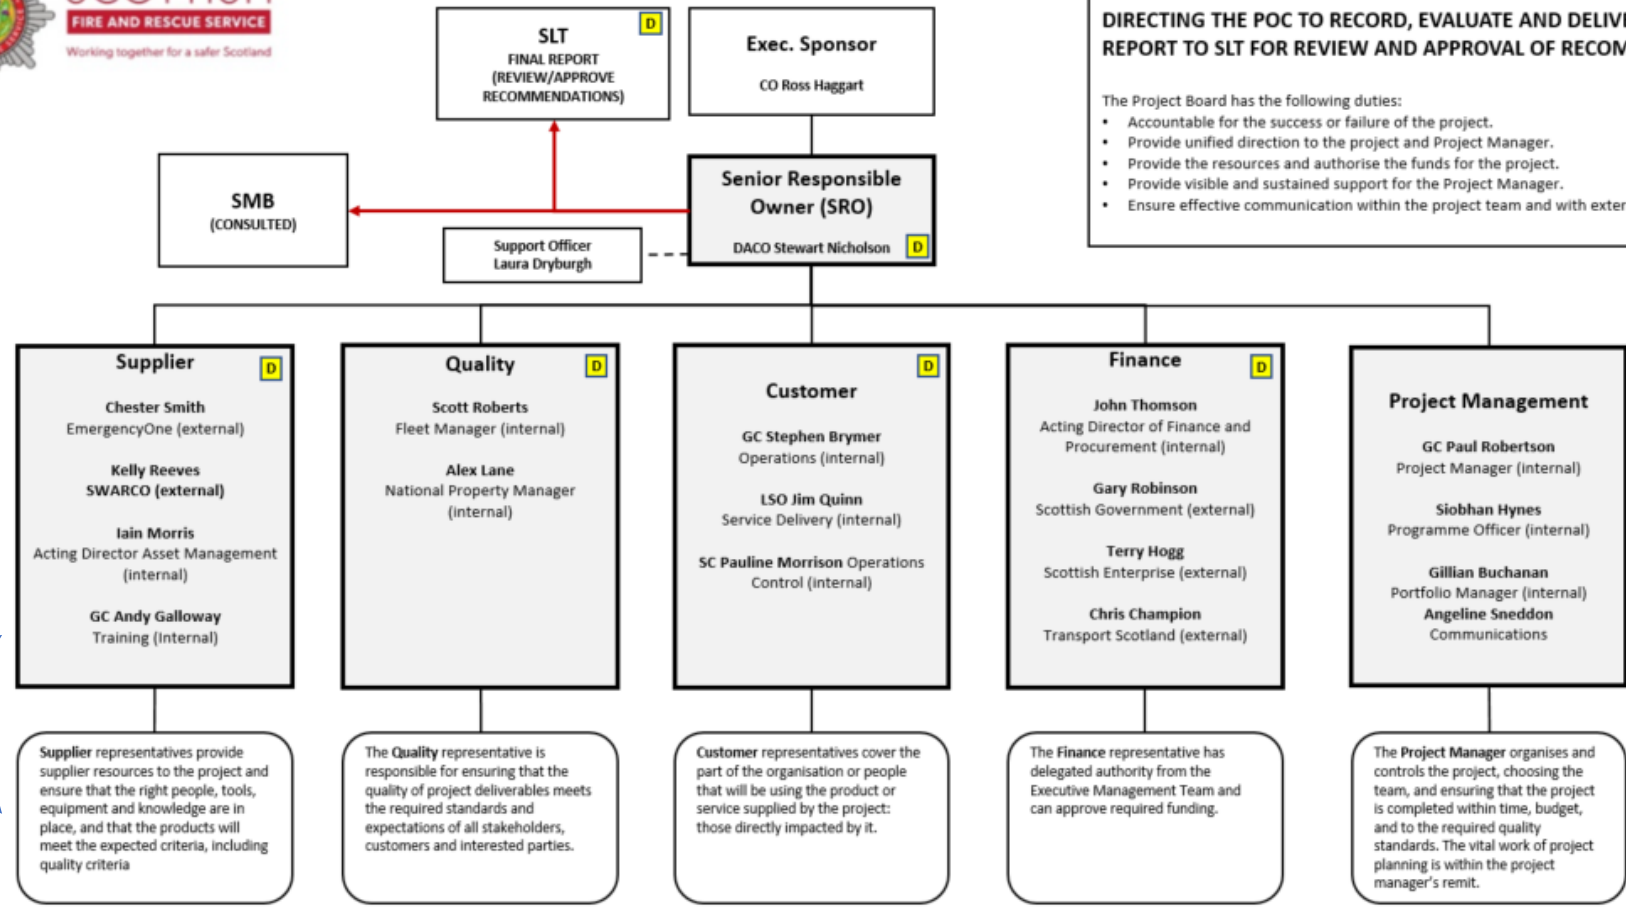 FIRE AND RESCUE SERVICE
Working together for a safer Scotland
SLT
FINAL REPORT
(REVIEW/APPROVE
RECOMMENDATIONS)
D
Exec. Sponsor
CO Ross Haggart
DIRECTING THE POC TO RECORD, EVALUATE AND
REPORT TO SLT FOR REVIEW AND APPROVAL OF
The Project Board has the following duties:
• Accountable for the success or failure of the project.
• Provide unified direction to the project and Project Manager.
• Provide the resources and authorise the funds for the project.
• Provide visible and sustained support for the Project Manager.
• Ensure effective communication within the project team and with
SMB
(CONSULTED)
Senior Responsible
Owner (SRO)
DACO Stewart Nicholson
D
Support Officer
Laura Dryburgh
Supplier
D
Chester Smith
EmergencyOne (external)
Kelly Reeves
SWARCO (external)
Iain Morris
Acting Director Asset Management
(internal)
GC Andy Galloway
Training (Internal)
Quality
D
Scott Roberts
Fleet Manager (internal)
Alex Lane
National Property Manager
(internal)
D
Customer
GC Stephen Brymer
Operations (internal)
LSO Jim Quinn
Service Delivery (internal)
SC Pauline Morrison Operations
Control (internal)
Finance
D
John Thomson
Acting Director of Finance and
Procurement (internal)
Gary Robinson
Scottish Government (external)
Terry Hogg
Scottish Enterprise (external)
Chris Champion
Transport Scotland (external)
Project Management
GC Paul Robertson
Project Manager (internal)
Siobhan Hynes
Programme Officer (internal)
Gillian Buchanan
Portfolio Manager (internal)
Angeline Sneddon
Communications
Supplier representatives provide
supplier resources to the project and
ensure that the right people, tools,
equipment and knowledge are in
place, and that the products will
meet the expected criteria, including
quality criteria
The Quality representative is
responsible for ensuring that the
quality of project deliverables meets
the required standards and
expectations of all stakeholders,
customers and interested parties.
Customer representatives cover the
part of the organisation or people
that will be using the product or
service supplied by the project:
those directly impacted by it.
The Finance representative has
delegated authority from the
Executive Management Team and
can approve required funding.
The Project Manager organises and
controls the project, choosing the
team, and ensuring that the project
is completed within time, budget,
and to the required quality
standards. The vital work of project
planning is within the project
manager's remit.